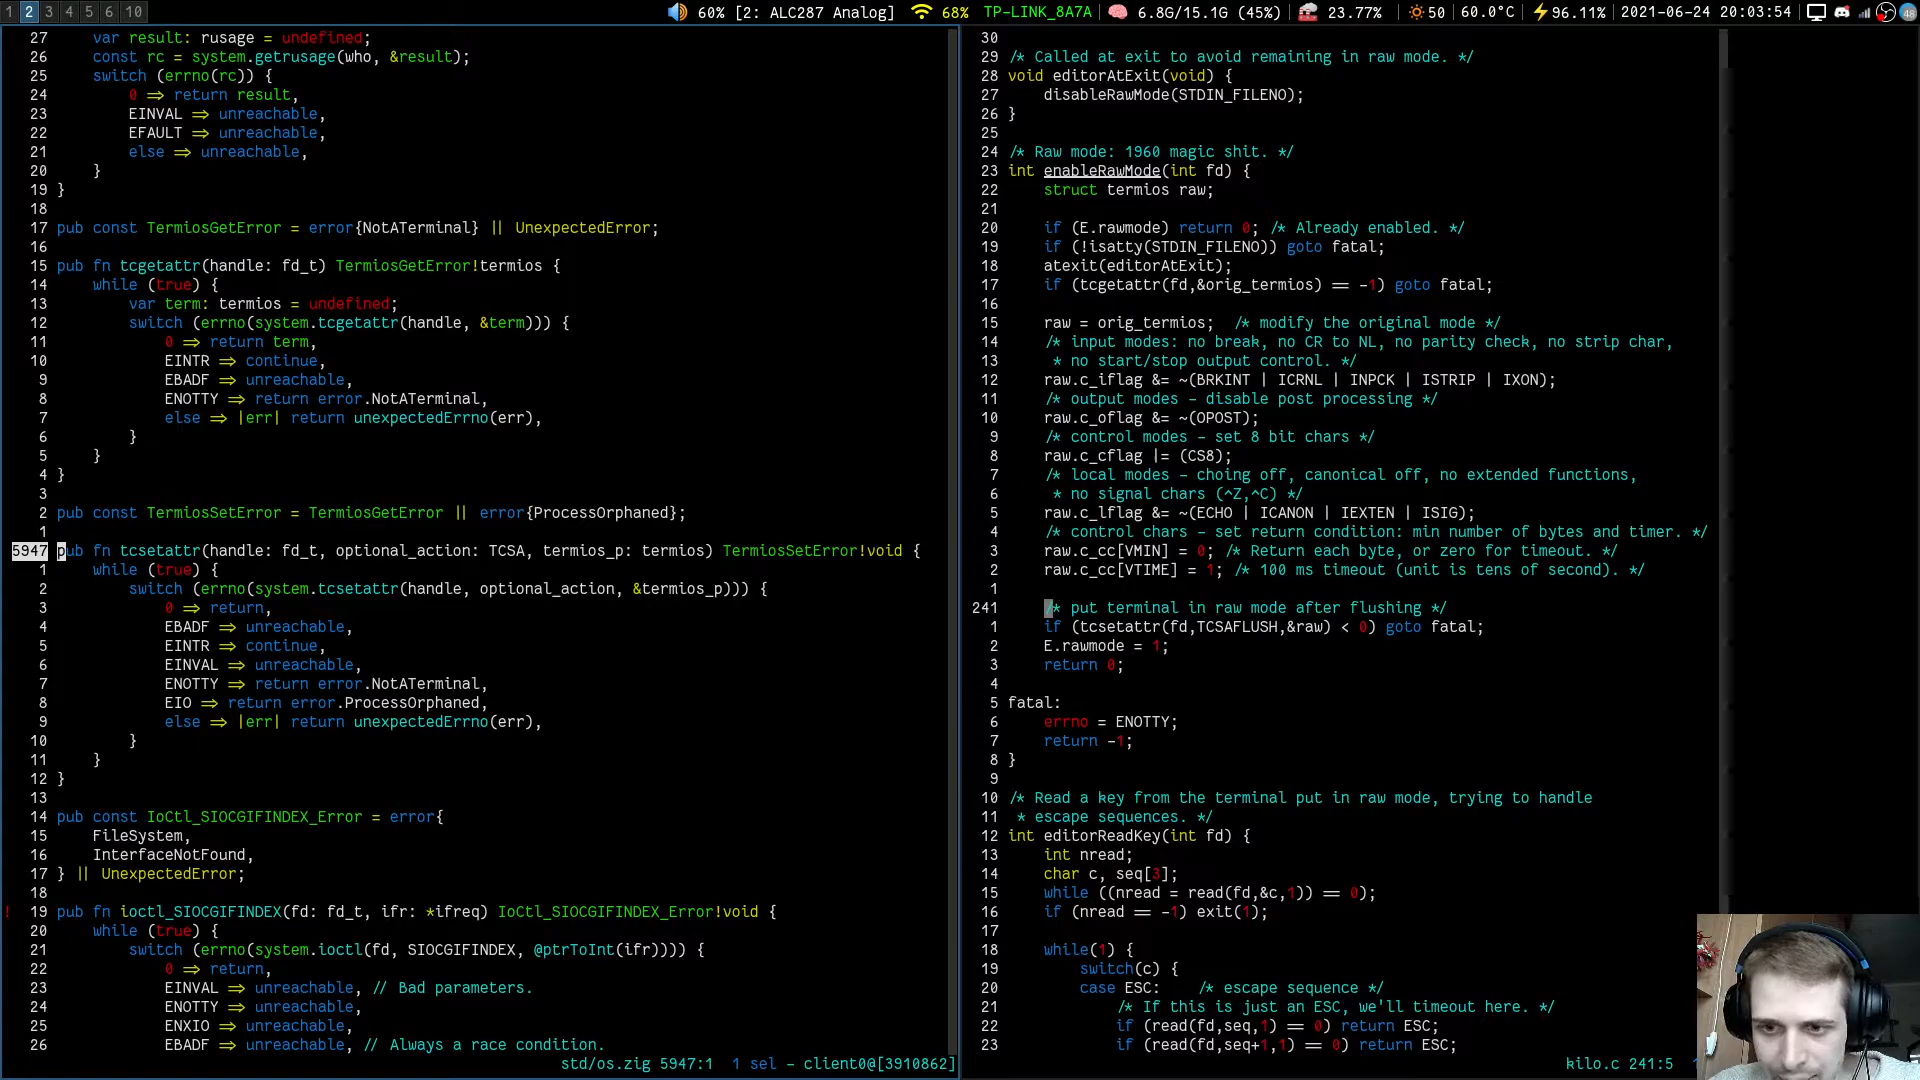 1 2 3 4 5 6 10
60% [2: ALC287 Analog] 68% TP-LINK_8A7A 6.8G/15.1G (45%) 23.77% 50 60.0°C 96.11% 2021-06-24 20:03:54 48
27 var result: rusage = undefined;
26 const rc = system.getrusage(who, &result);
25 switch (errno(rc)) {
24 0 => return result,
23 EINVAL => unreachable,
22 EFAULT => unreachable,
21 else => unreachable,
20 }
19 }
18
17 pub const TermiosGetError = error{NotATerminal} || UnexpectedError;
16
15 pub fn tcgetattr(handle: fd_t) TermiosGetError!termios {
14 while (true) {
13 var term: termios = undefined;
12 switch (errno(system.tcgetattr(handle, &term))) {
11 0 => return term,
10 EINTR => continue,
9 EBADF => unreachable,
8 ENOTTY => return error.NotATerminal,
7 else => |err| return unexpectedErrno(err),
6 }
5 }
4 }
3
2 pub const TermiosSetError = TermiosGetError || error{ProcessOrphaned};
1
5947 pub fn tcsetattr(handle: fd_t, optional_action: TCSA, termios_p: termios) TermiosSetError!void {
1 while (true) {
2 switch (errno(system.tcsetattr(handle, optional_action, &termios_p))) {
3 0 => return,
4 EBADF => unreachable,
5 EINTR => continue,
6 EINVAL => unreachable,
7 ENOTTY => return error.NotATerminal,
8 EIO => return error.ProcessOrphaned,
9 else => |err| return unexpectedErrno(err),
10 }
11 }
12 }
13
14 pub const IoCtl_SIOCGIFINDEX_Error = error{
15 FileSystem,
16 InterfaceNotFound,
17 } || UnexpectedError;
18
! 19 pub fn ioctl_SIOCGIFINDEX(fd: fd_t, ifr: *ifreq) IoCtl_SIOCGIFINDEX_Error!void {
20 while (true) {
21 switch (errno(system.ioctl(fd, SIOCGIFINDEX, @ptrToInt(ifr)))) {
22 0 => return,
23 EINVAL => unreachable, // Bad parameters.
24 ENOTTY => unreachable,
25 ENXIO => unreachable,
26 EBADF => unreachable, // Always a race condition.
std/os.zig 5947:1 1 sel - client0@[3910862]
30
29 /* Called at exit to avoid remaining in raw mode. */
28 void editorAtExit(void) {
27 disableRawMode(STDIN_FILENO);
26 }
25
24 /* Raw mode: 1960 magic shit. */
23 int enableRawMode(int fd) {
22 struct termios raw;
21
20 if (E.rawmode) return 0; /* Already enabled. */
19 if (!isatty(STDIN_FILENO)) goto fatal;
18 atexit(editorAtExit);
17 if (tcgetattr(fd,&orig_termios) == -1) goto fatal;
16
15 raw = orig_termios; /* modify the original mode */
14 /* input modes: no break, no CR to NL, no parity check, no strip char,
13 * no start/stop output control. */
12 raw.c_iflag &= ~(BRKINT | ICRNL | INPCK | ISTRIP | IXON);
11 /* output modes - disable post processing */
10 raw.c_oflag &= ~(OPOST);
9 /* control modes - set 8 bit chars */
8 raw.c_cflag |= (CS8);
7 /* local modes - choing off, canonical off, no extended functions,
6 * no signal chars (^Z,^C) */
5 raw.c_lflag &= ~(ECHO | ICANON | IEXTEN | ISIG);
4 /* control chars - set return condition: min number of bytes and timer. */
3 raw.c_cc[VMIN] = 0; /* Return each byte, or zero for timeout. */
2 raw.c_cc[VTIME] = 1; /* 100 ms timeout (unit is tens of second). */
1
241 /* put terminal in raw mode after flushing */
1 if (tcsetattr(fd,TCSAFLUSH,&raw) < 0) goto fatal;
2 E.rawmode = 1;
3 return 0;
4
5 fatal:
6 errno = ENOTTY;
7 return -1;
8 }
9
10 /* Read a key from the terminal put in raw mode, trying to handle
11 * escape sequences. */
12 int editorReadKey(int fd) {
13 int nread;
14 char c, seq[3];
15 while ((nread = read(fd,&c,1)) == 0);
16 if (nread == -1) exit(1);
17
18 while(1) {
19 switch(c) {
20 case ESC: /* escape sequence */
21 /* If this is just an ESC, we'll timeout here. */
22 if (read(fd,seq,1) == 0) return ESC;
23 if (read(fd,seq+1,1) == 0) return ESC;
kilo.c 241:5